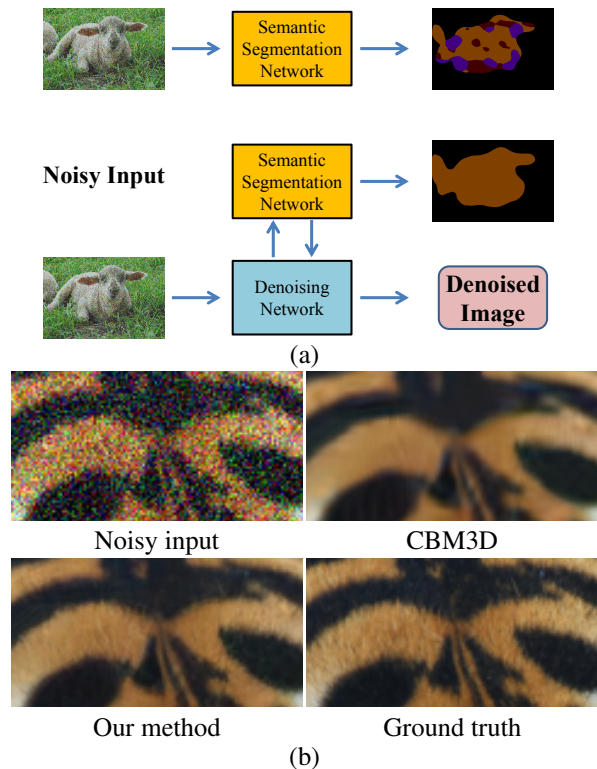 Semantic
Segmentation
Network
Noisy Input
Semantic
Segmentation
Network
Denoising
Network
Denoised
Image
(a)
Noisy input
CBM3D
Our method
Ground truth
(b)